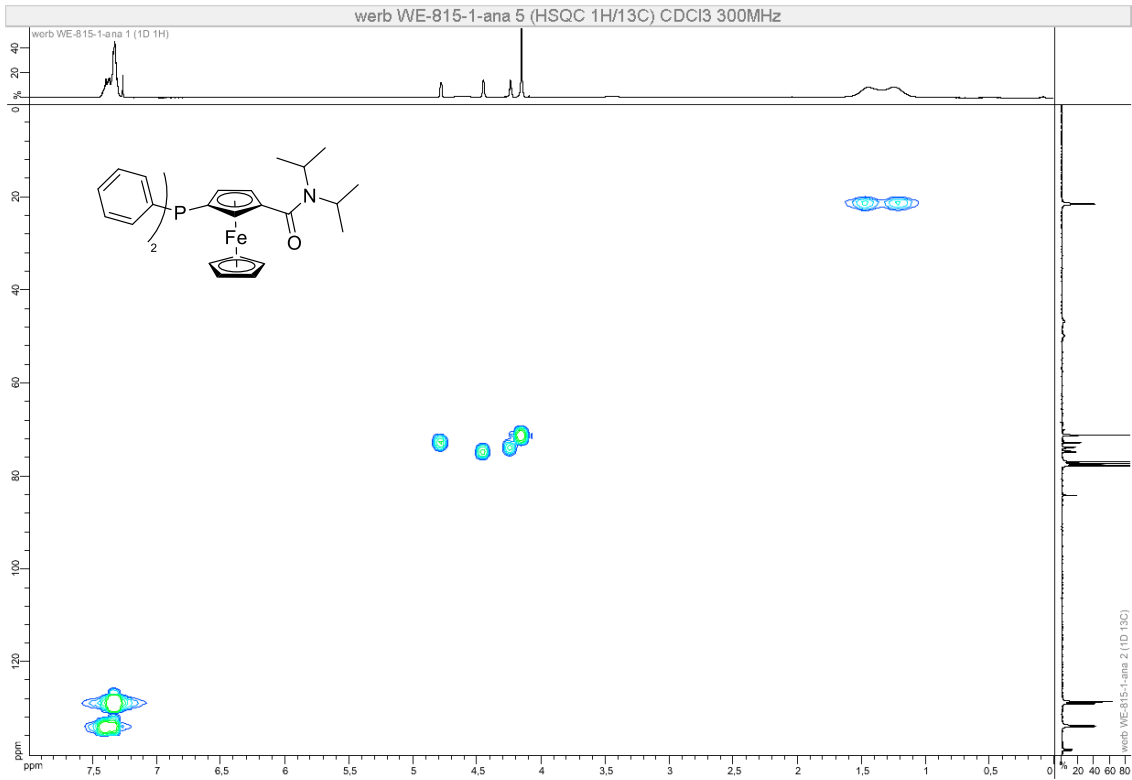 werb WE-815-1-ana 5 (HSQC 1H/13C) CDCl3 300MHz
werb WE-815-1-ana 1 (1D 1H)
40
20
%
0
20
40
60
80
100
120
ppm
P
2
Fe
N
O
ppm
7,5
7
6,5
6
5,5
5
4,5
4
3,5
3
2,5
2
1,5
1
0,5
0
% 20 40 60 80
werb WE-815-1-ana 2 (1D 13C)